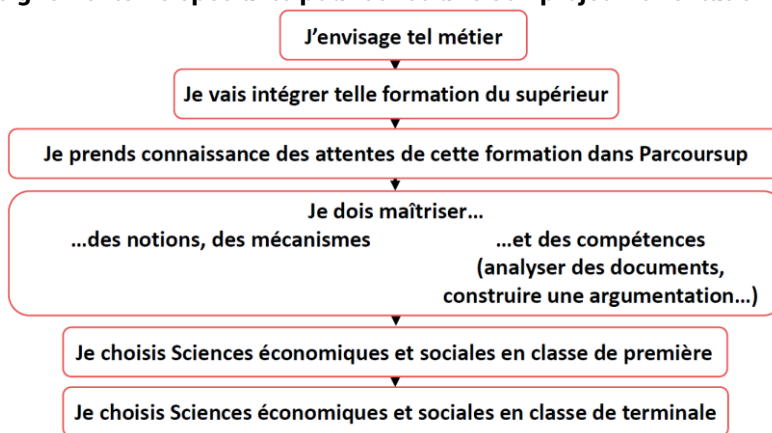 J'envisage tel métier
Je vais intégrer telle formation du supérieur
Je prends connaissance des attentes de cette formation dans Parcoursup
Je dois maîtriser…
…des notions, des mécanismes
…et des compétences
(analyser des documents,
construire une argumentation…)
Je choisis Sciences économiques et sociales en classe de première
Je choisis Sciences économiques et sociales en classe de terminale